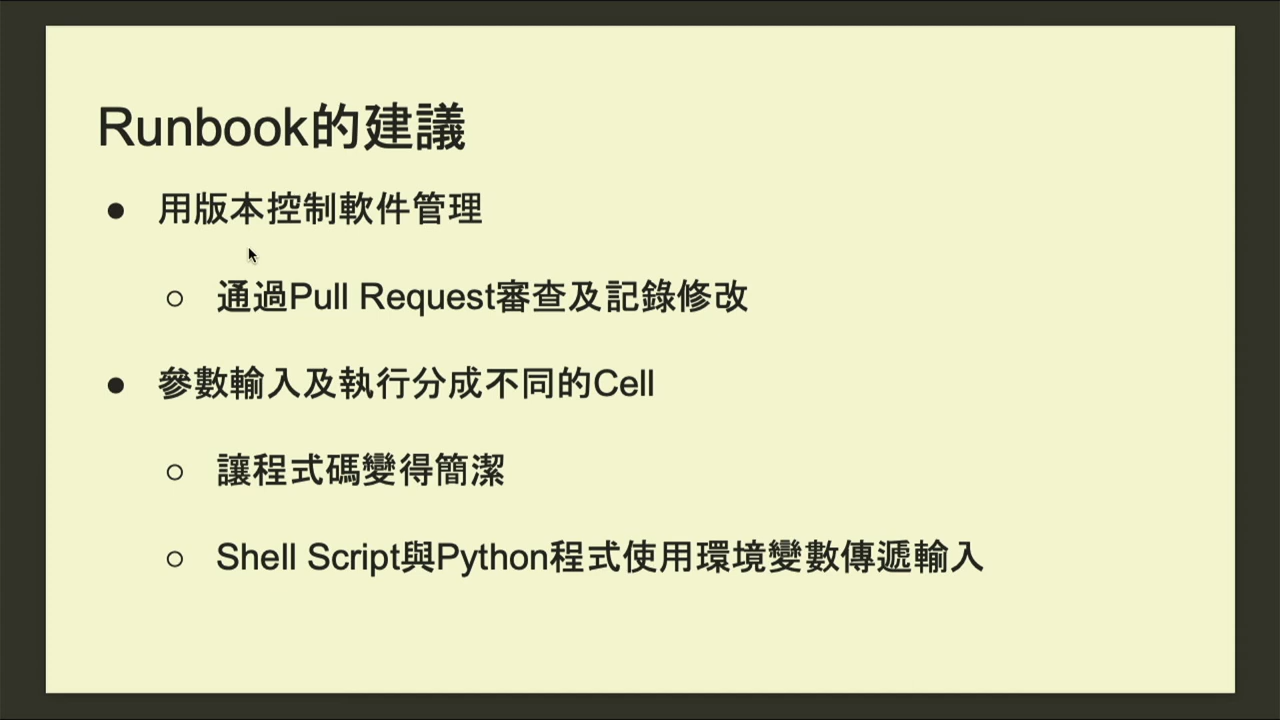 Runbook的建議
● 用版本控制軟件管理
○ 通過Pull Request審查及記錄修改
● 參數輸入及執行分成不同的Cell
○ 讓程式碼變得簡潔
○ Shell Script與Python程式使用環境變數傳遞輸入